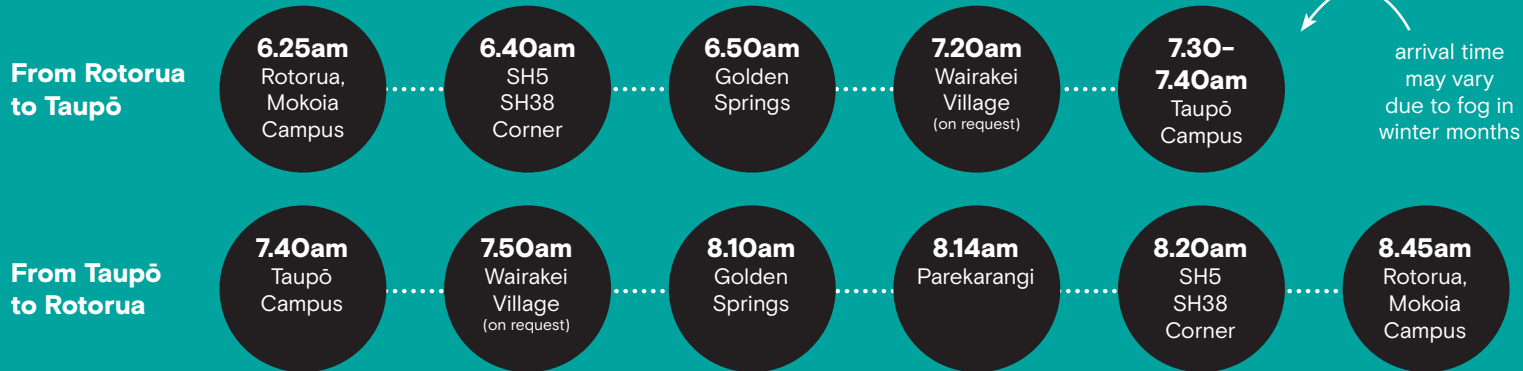 From Rotorua
to Taupō
6.25am
Rotorua,
Mokoia
Campus
6.40am
SH5
SH38
Corner
6.50am
Golden
Springs
7.20am
Wairakei
Village
(on request)
7.30-
7.40am
Taupō
Campus
arrival time
may vary
due to fog in
winter months
From Taupō
to Rotorua
7.40am
Taupō
Campus
7.50am
Wairakei
Village
(on request)
8.10am
Golden
Springs
8.14am
Parekarangi
8.20am
SH5
SH38
Corner
8.45am
Rotorua,
Mokoia
Campus